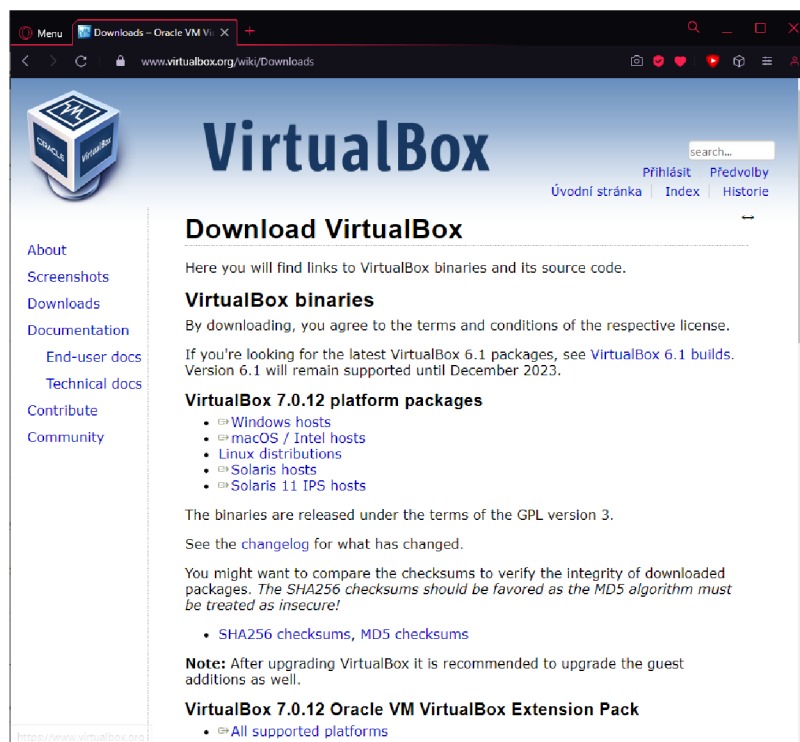 Menu
Downloads – Oracle VM Vir
www.virtualbox.org/wiki/Downloads
ORACLE
VirtualBox
VirtualBox
search...
Přihlásit
Předvolby
Úvodní stránka
Index
Historie
About
Screenshots
Downloads
Documentation
End-user docs
Technical docs
Contribute
Community
Download VirtualBox
Here you will find links to VirtualBox binaries and its source code.
VirtualBox binaries
By downloading, you agree to the terms and conditions of the respective license.
If you're looking for the latest VirtualBox 6.1 packages, see VirtualBox 6.1 builds.
Version 6.1 will remain supported until December 2023.
VirtualBox 7.0.12 platform packages
• Windows hosts
• macOS / Intel hosts
• Linux distributions
• Solaris hosts
• Solaris 11 IPS hosts
The binaries are released under the terms of the GPL version 3.
See the changelog for what has changed.
You might want to compare the checksums to verify the integrity of downloaded
packages. The SHA256 checksums should be favored as the MD5 algorithm must
be treated as insecure!
• SHA256 checksums, MD5 checksums
Note: After upgrading VirtualBox it is recommended to upgrade the guest
additions as well.
VirtualBox 7.0.12 Oracle VM VirtualBox Extension Pack
• All supported platforms
https://www.virtualbox.org